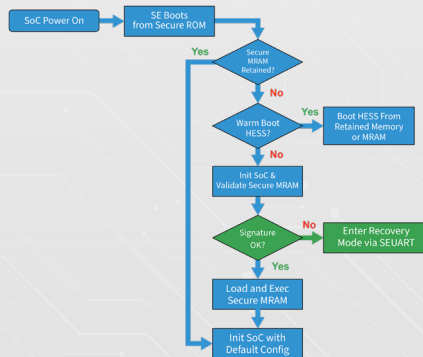 SoC Power On
SE Boots
from Secure ROM
Yes
Secure
MRAM
Retained?
No
Warm Boot
HESS?
Yes
Boot HESS From
Retained Memory
or MRAM
No
Init SoC &
Validate Secure MRAM
Signature
OK?
No
Enter Recovery
Mode via SEUART
Yes
Load and Exec
Secure MRAM
Init SoC with
Default Config